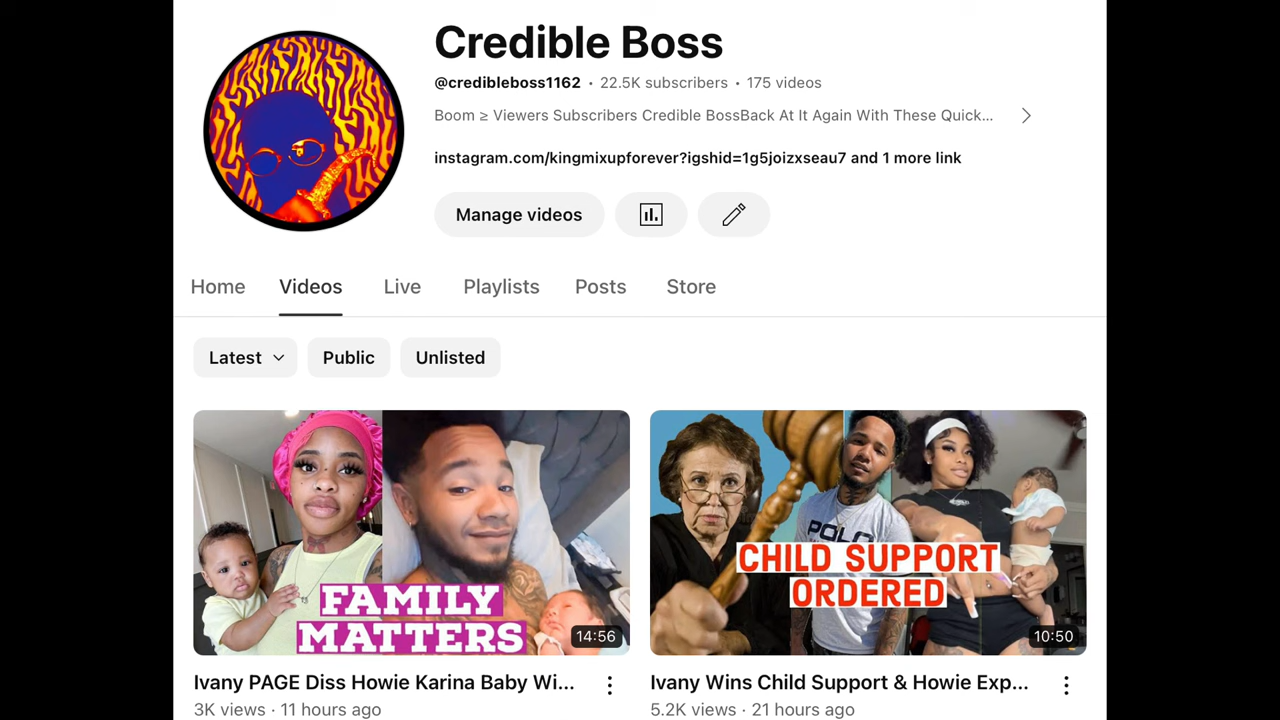 Credible Boss
@credibleboss1162 · 22.5K subscribers · 175 videos
Boom ≥ Viewers Subscribers Credible BossBack At It Again With These Quick...
instagram.com/kingmixupforever?igshid=1g5joizxseau7 and 1 more link
Manage videos
Home Videos Live Playlists Posts Store
Latest Public Unlisted
FAMILY
MATTERS
14:56
POLO
CHILD SUPPORT
ORDERED
10:50
Ivany PAGE Diss Howie Karina Baby Wi...
3K views · 11 hours ago
Ivany Wins Child Support & Howie Exp...
5.2K views · 21 hours ago